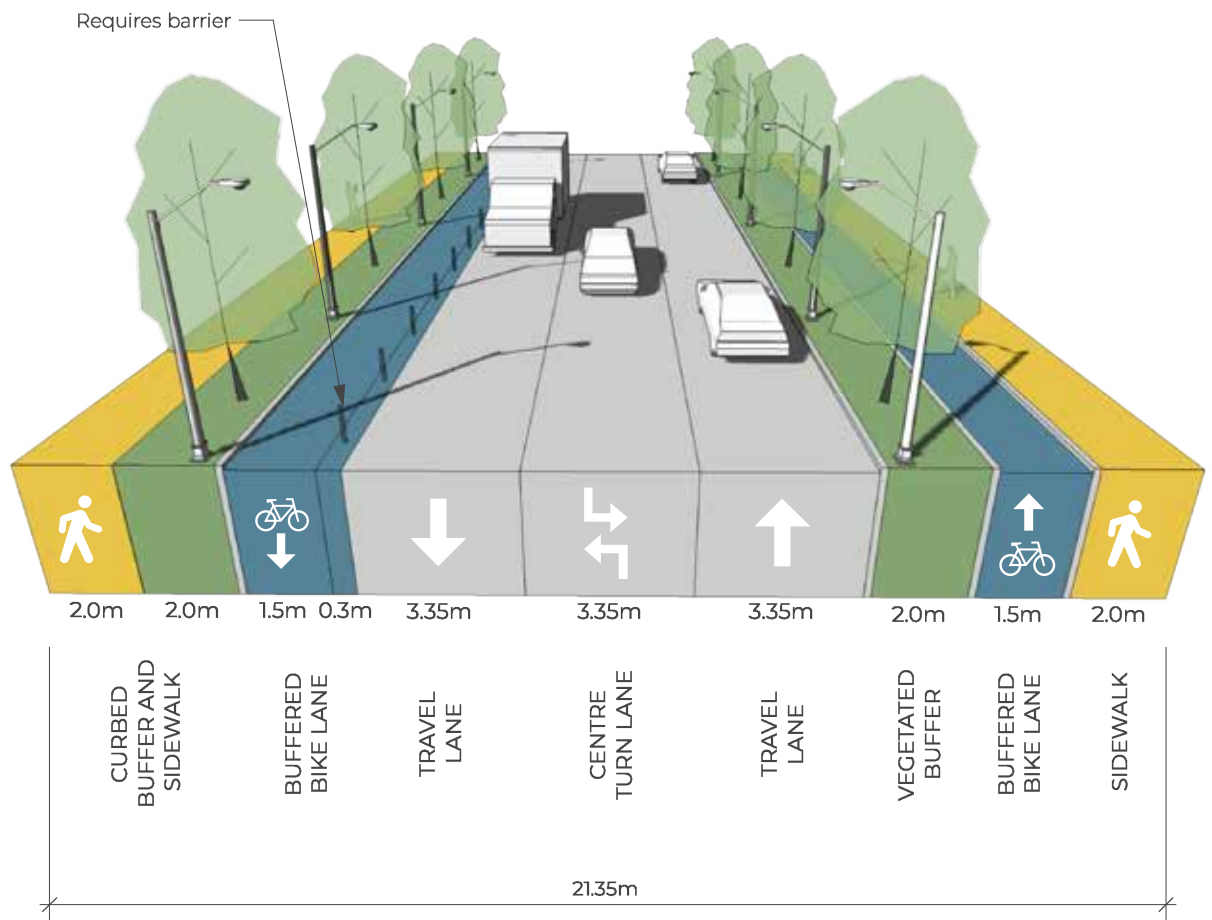 Requires barrier
2.0m
2.0m
1.5m
0.3m
3.35m
3.35m
3.35m
2.0m
1.5m
2.0m
CURBED
BUFFER AND
SIDEWALK
BUFFERED
BIKE LANE
TRAVEL
LANE
CENTRE
TURN LANE
TRAVEL
LANE
VEGETATED
BUFFER
BUFFERED
BIKE LANE
SIDEWALK
21.35m